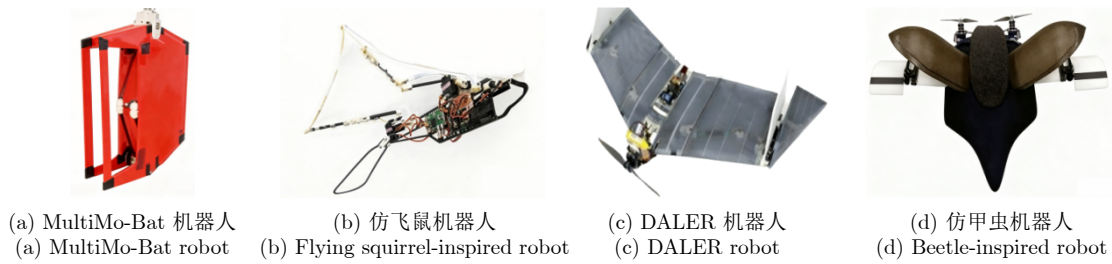 (a) MultiMo-Bat 机器人
(a) MultiMo-Bat robot
(b) 仿飞鼠机器人
(b) Flying squirrel-inspired robot
(c) DALER 机器人
(c) DALER robot
(d) 仿甲虫机器人
(d) Beetle-inspired robot